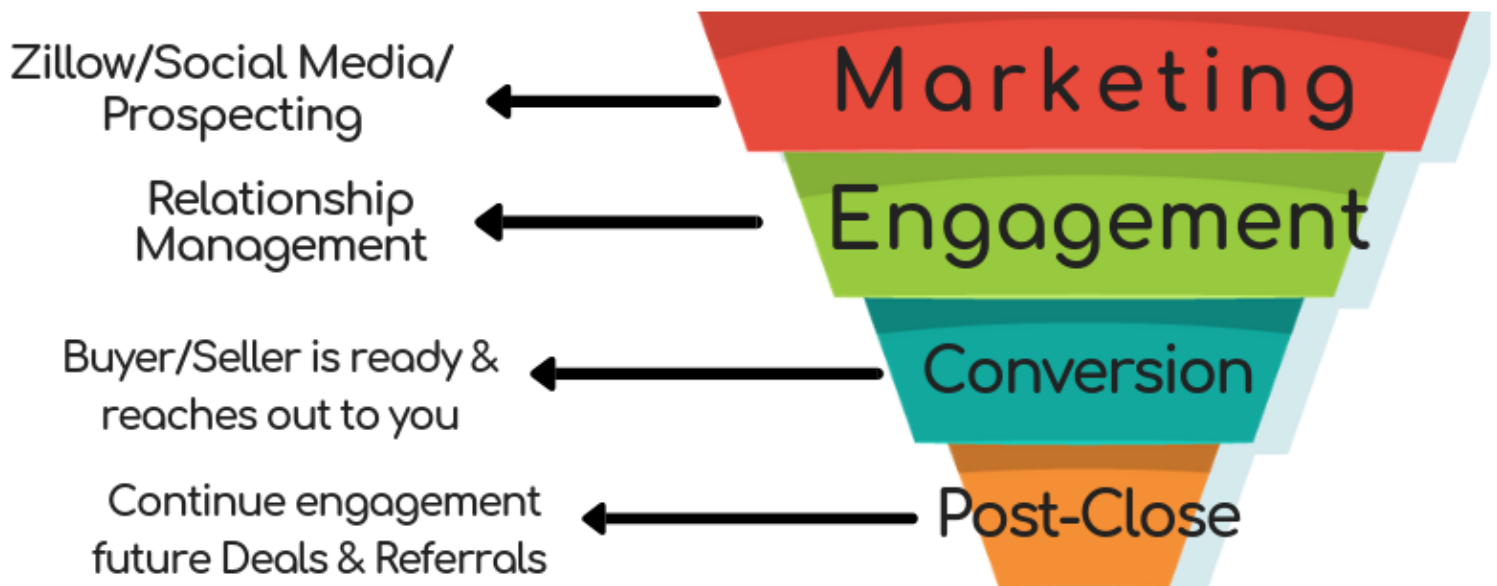 Zillow/Social Media/
Prospecting
Marketing
Relationship
Management
Engagement
Buyer/Seller is ready &
reaches out to you
Conversion
Continue engagement
future Deals & Referrals
Post-Close